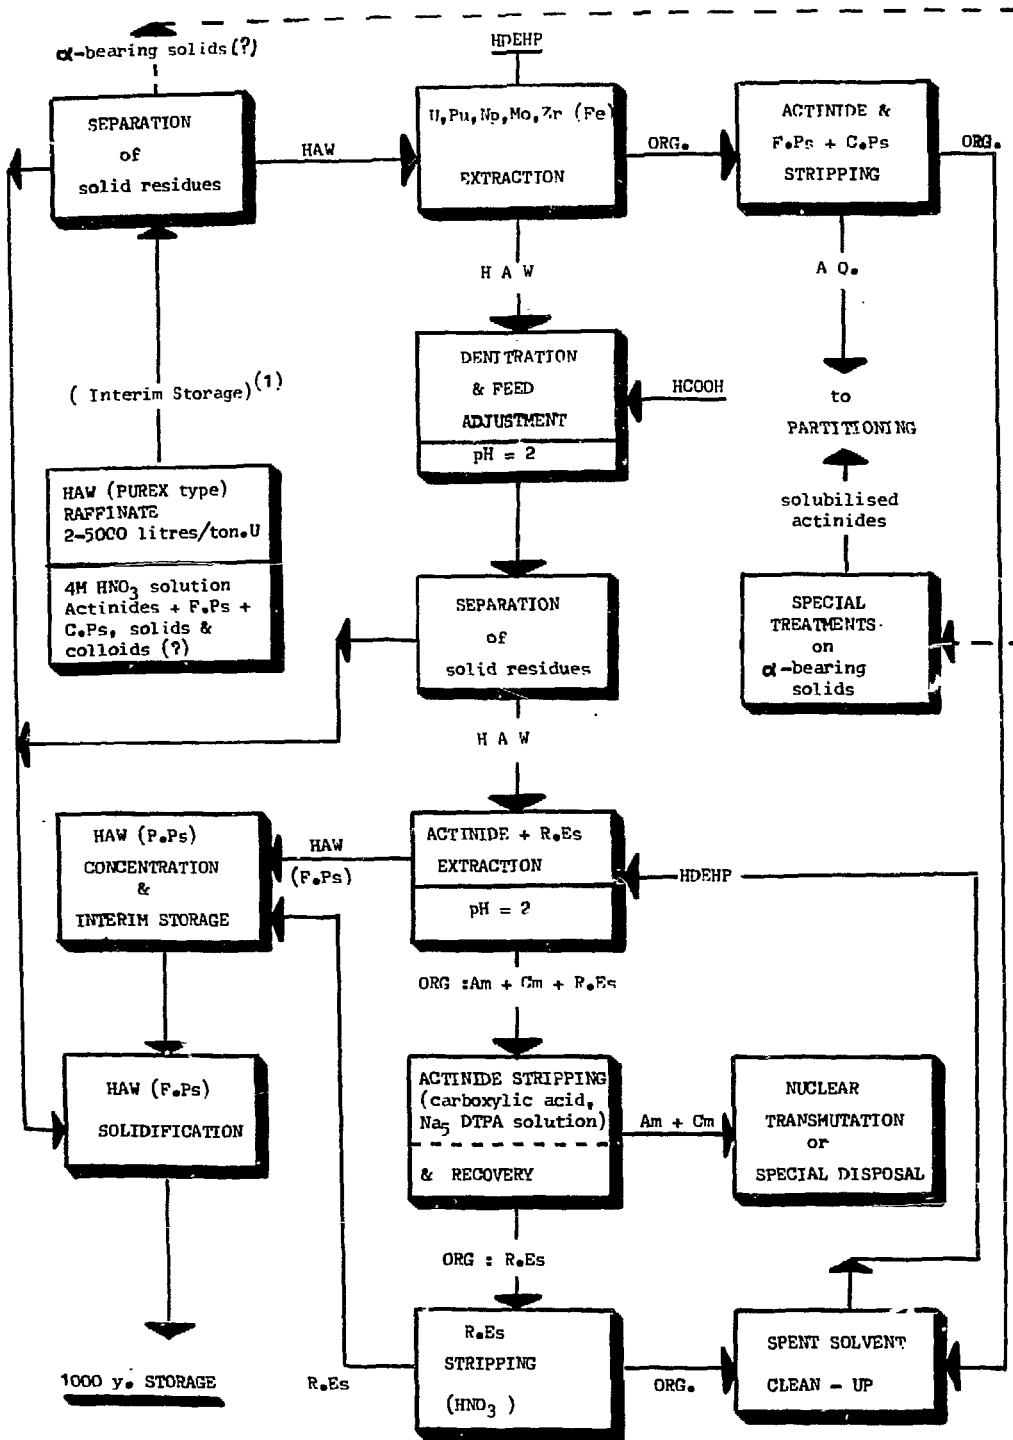 α-bearing solids(?)
HDEHP
SEPARATION
of
solid residues
HAW
U,Pu,Np,Mo,Zr (Fe)
EXTRACTION
ORG.
ACTINIDE &
F.Ps + C.Ps
STRIPPING
ORG.
H A W
A Q.
( Interim Storage)(1)
DENITRATION
& FEED
ADJUSTMENT
pH = 2
HCOOH
to
PARTITIONING
HAW (PUREX type)
RAFFINATE
2-5000 litres/ton.U
4M HNO3 solution
Actinides + F.Ps +
C.Ps, solids &
colloids (?)
solubilised
actinides
SEPARATION
of
solid residues
SPECIAL
TREATMENTS
on
α-bearing
solids
H A W
HAW (P.Ps)
CONCENTRATION
&
INTERIM STORAGE
HAW
(F.Ps)
ACTINIDE + R.Es
EXTRACTION
pH = 2
HDEHP
ORG :Am + Cm + R.Es
HAW (F.Ps)
SOLIDIFICATION
ACTINIDE STRIPPING
(carboxylic acid,
Na5 DTPA solution)
& RECOVERY
Am + Cm
NUCLEAR
TRANSMUTATION
or
SPECIAL DISPOSAL
ORG : R.Es
R.Es
STRIPPING
(HNO3 )
SPENT SOLVENT
CLEAN - UP
1000 y. STORAGE
R.Es
ORG.